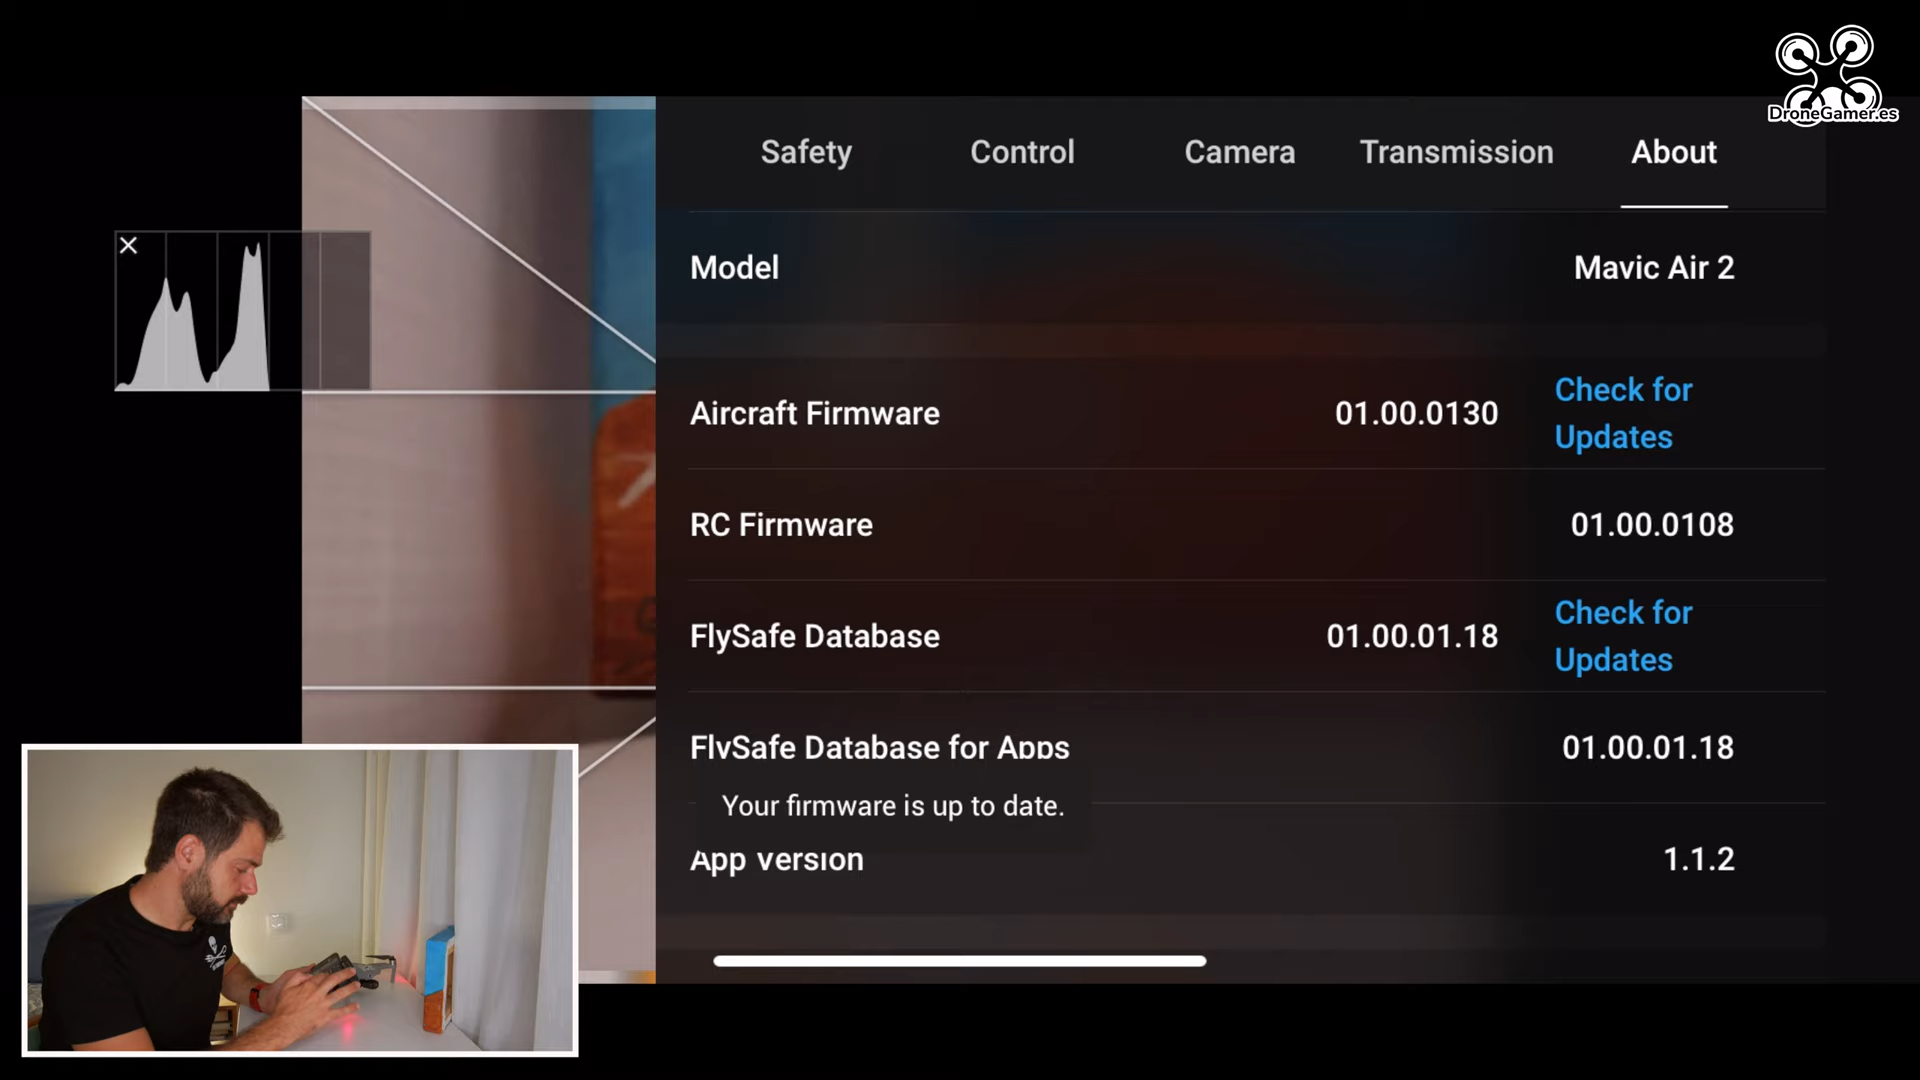 DroneGamer.es
Safety Control Camera Transmission About
Model Mavic Air 2
Aircraft Firmware 01.00.0130 Check for
Updates
RC Firmware 01.00.0108
FlySafe Database 01.00.01.18 Check for
Updates
FlySafe Database for Apps 01.00.01.18
Your firmware is up to date.
App Version 1.1.2